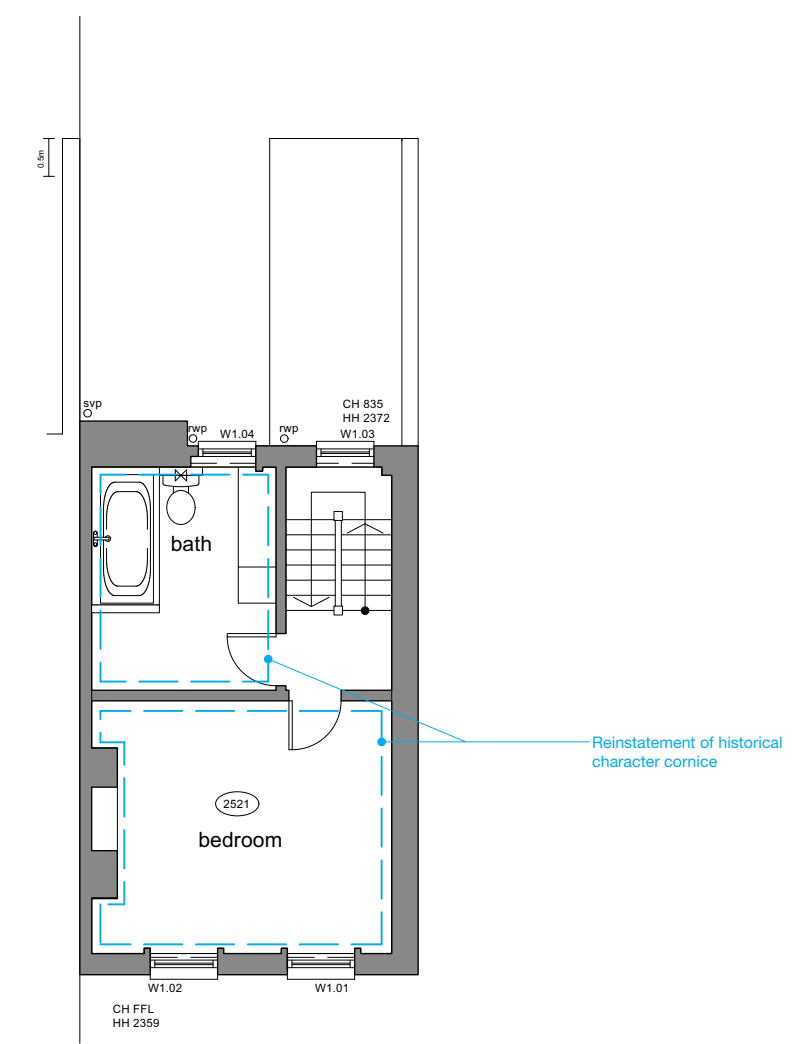 0.5m
svp
CH 835
HH 2372
rwp
W1.04
rwp
W1.03
bath
Reinstatement of historical
character cornice
2521
bedroom
W1.02
W1.01
CH FFL
HH 2359